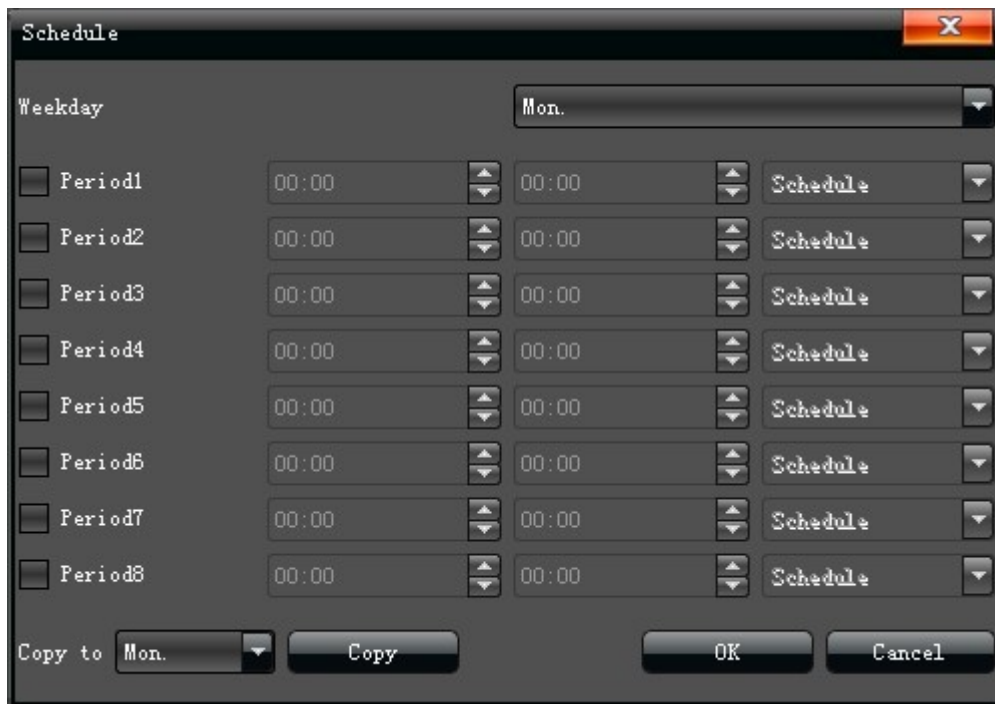 Schedule
Weekday Mon.
Period1 00:00 00:00 Schedule
Period2 00:00 00:00 Schedule
Period3 00:00 00:00 Schedule
Period4 00:00 00:00 Schedule
Period5 00:00 00:00 Schedule
Period6 00:00 00:00 Schedule
Period7 00:00 00:00 Schedule
Period8 00:00 00:00 Schedule
Copy to Mon. Copy OK Cancel